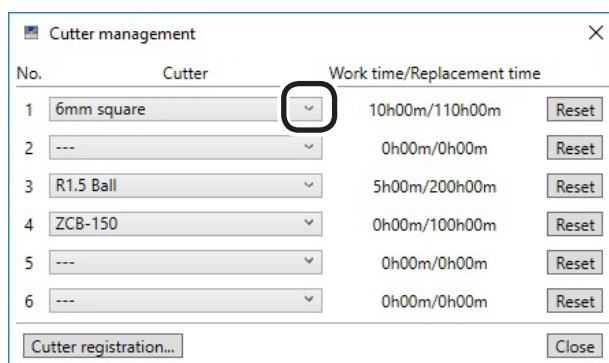 Cutter management
No. Cutter Work time/Replacement time
1 6mm square 10h00m/110h00m Reset
2 --- 0h00m/0h00m Reset
3 R1.5 Ball 5h00m/200h00m Reset
4 ZCB-150 0h00m/100h00m Reset
5 --- 0h00m/0h00m Reset
6 --- 0h00m/0h00m Reset
Cutter registration... Close